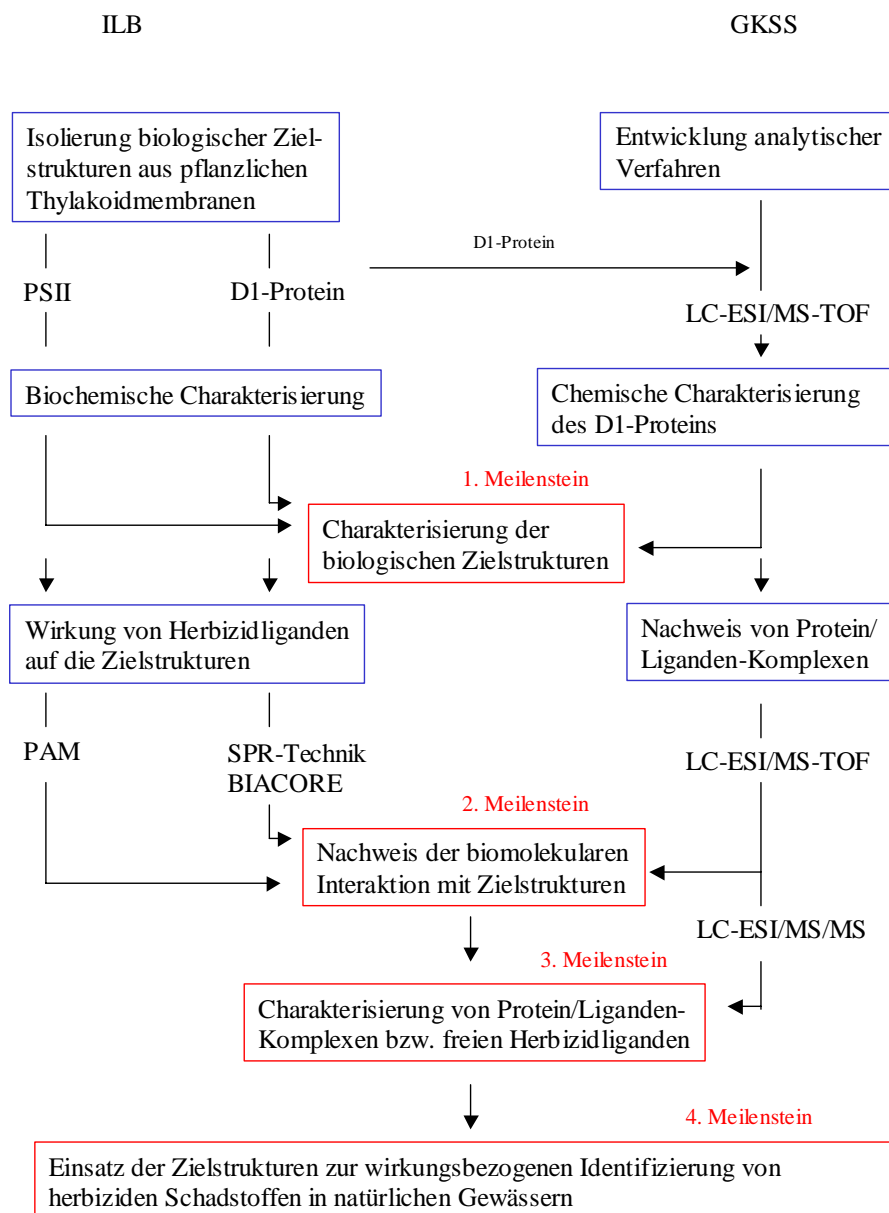 ILB
GKSS
Isolierung biologischer Ziel-
strukturen aus pflanzlichen
Thylakoidmembranen
Entwicklung analytischer
Verfahren
D1-Protein
PSII
D1-Protein
LC-ESI/MS-TOF
Biochemische Charakterisierung
Chemische Charakterisierung
des D1-Proteins
1. Meilenstein
Charakterisierung der
biologischen Zielstrukturen
Wirkung von Herbizidliganden
auf die Zielstrukturen
Nachweis von Protein/
Liganden-Komplexen
PAM
SPR-Technik
BIACORE
LC-ESI/MS-TOF
2. Meilenstein
Nachweis der biomolekularen
Interaktion mit Zielstrukturen
LC-ESI/MS/MS
3. Meilenstein
Charakterisierung von Protein/Liganden-
Komplexen bzw. freien Herbizidliganden
4. Meilenstein
Einsatz der Zielstrukturen zur wirkungsbezogenen Identifizierung von
herbiziden Schadstoffen in natürlichen Gewässern